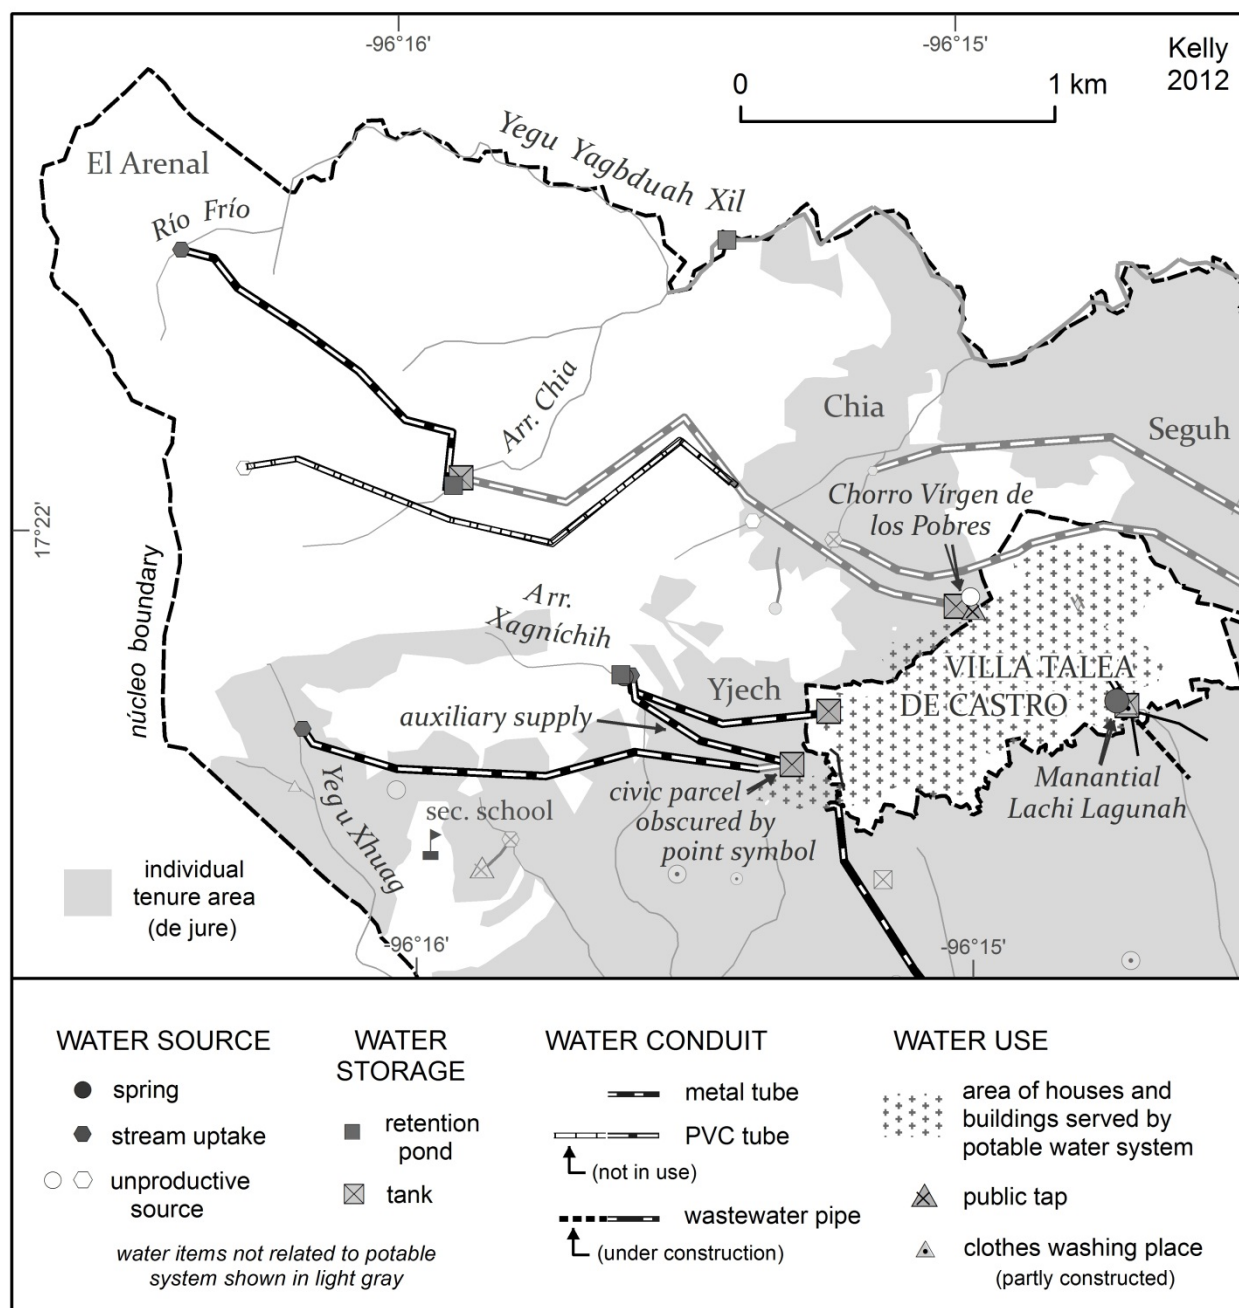 -96°16'
-96°15'
Kelly
2012
0
1 km
El Arenal
Río Frío
Yegu Yagbduah Xil
Arr. Chia
Chia
Seguh
Chorro Vírgen de
los Pobres
17°22'
núcleo boundary
Arr.
Xagníchih
Yjech
auxiliary supply
VILLA TALEA
DE CASTRO
civic parcel
obscured by
point symbol
Manantial
Lachi Lagunah
Yegu Xhuag
sec. school
individual
tenure area
(de jure)
-96°16'
-96°15'
WATER SOURCE
spring
stream uptake
unproductive
source
water items not related to potable
system shown in light gray
WATER
STORAGE
retention
pond
tank
WATER CONDUIT
metal tube
PVC tube
(not in use)
wastewater pipe
(under construction)
WATER USE
area of houses and
buildings served by
potable water system
public tap
clothes washing place
(partly constructed)